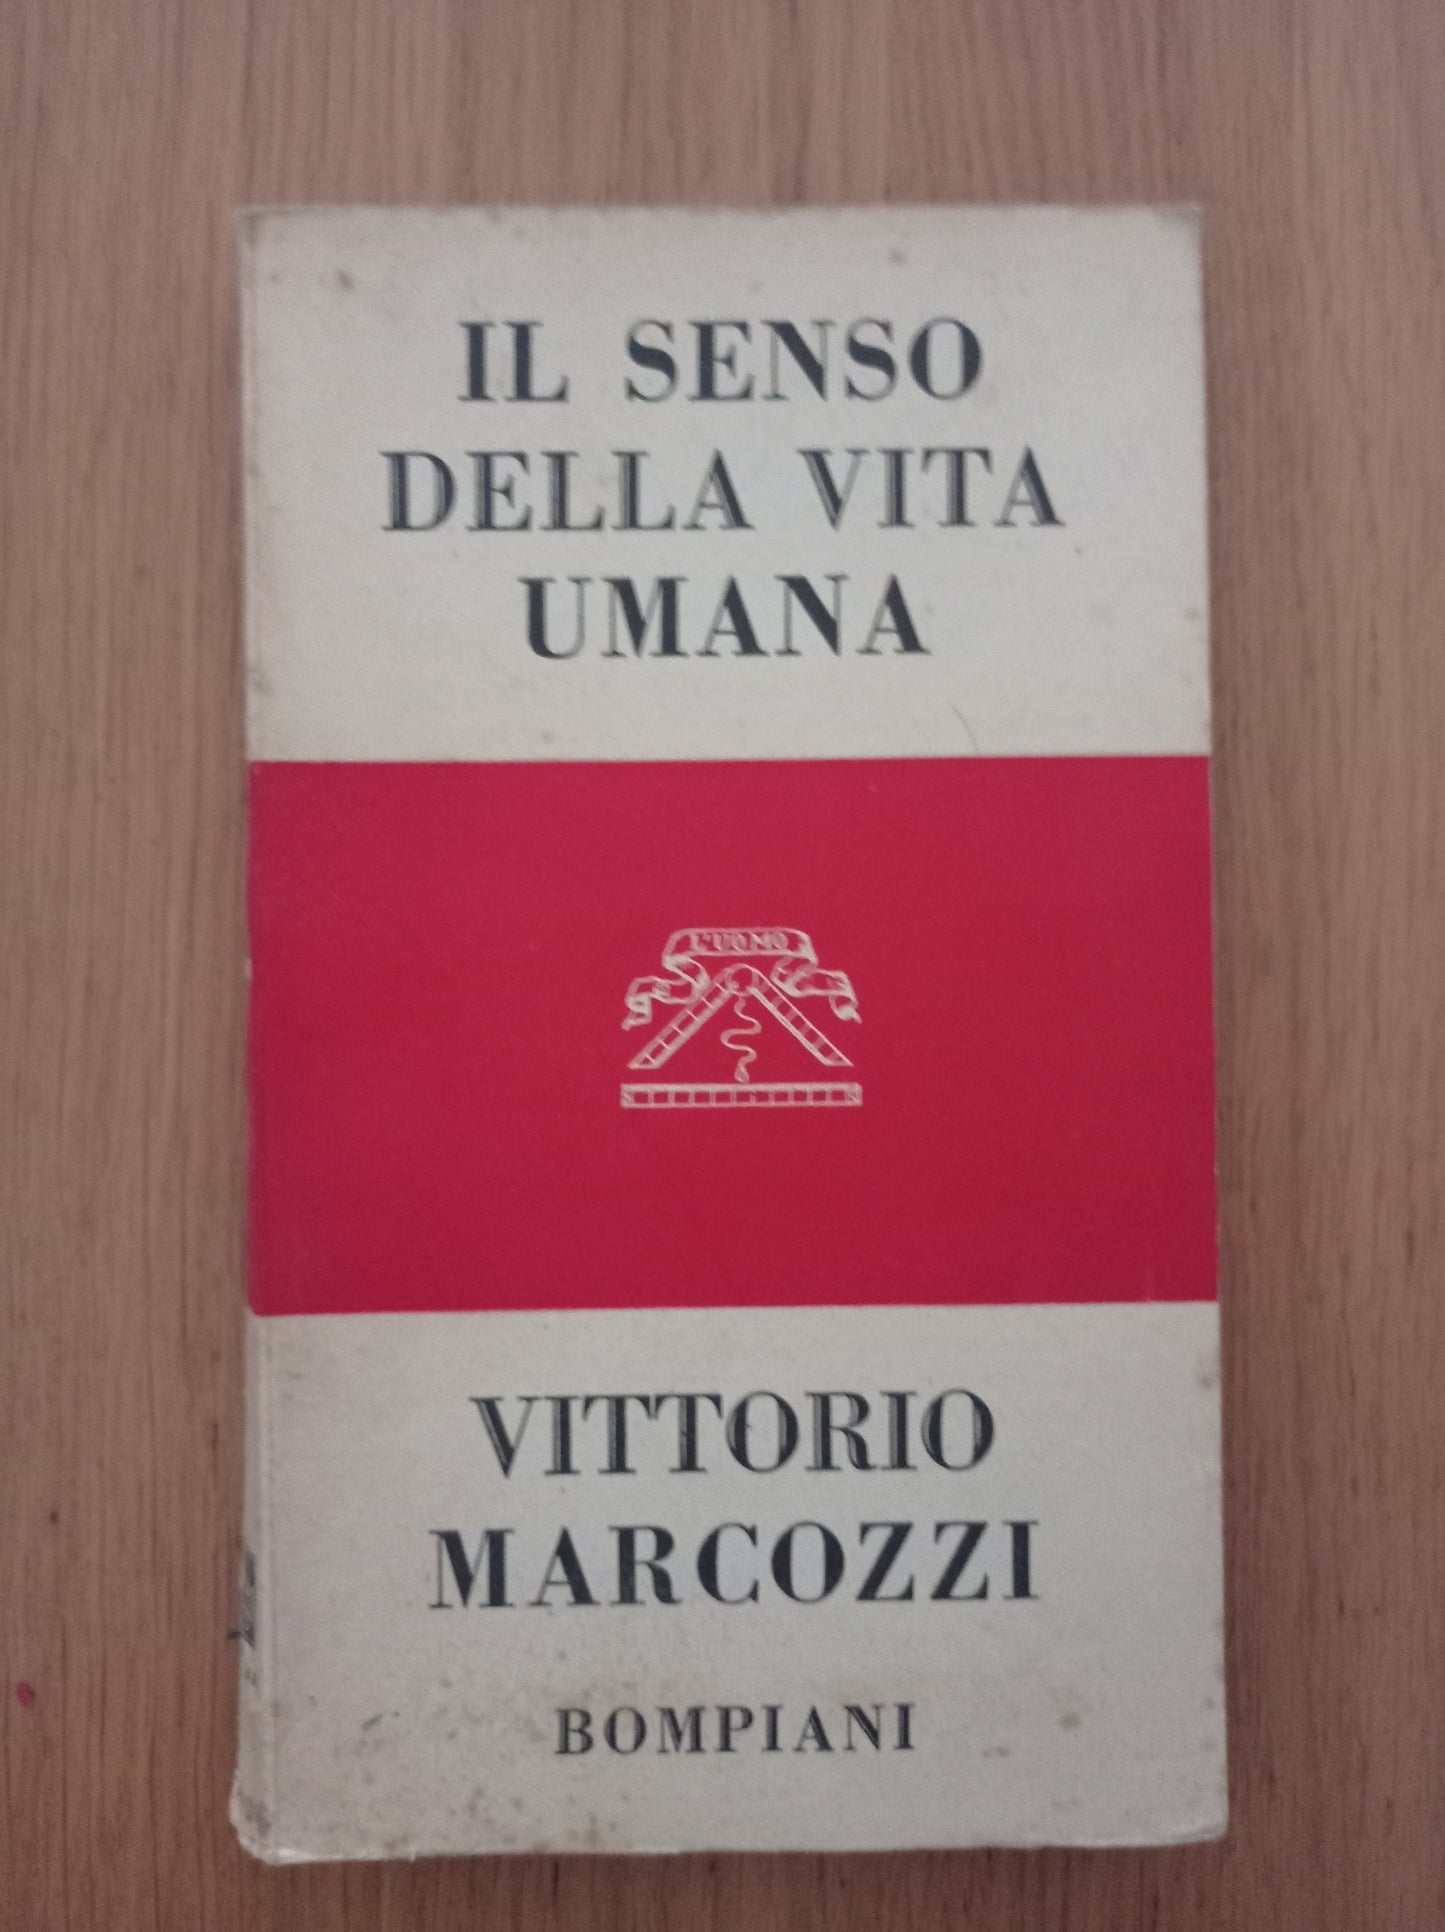 IL SENSO
DELLA VITA
UMANA
L'UOMO
VITTORIO
MARCOZZI
BOMPIANI